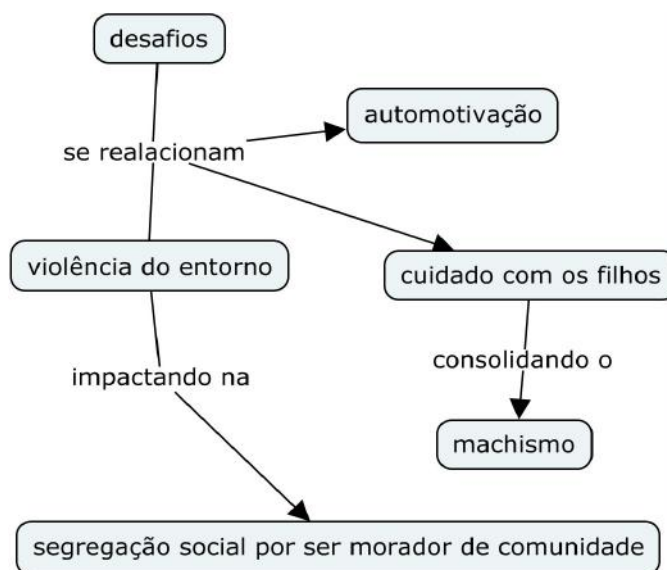 desafios
automotivação
se realacionam
violência do entorno
cuidado com os filhos
impactando na
consolidando o
machismo
segregação social por ser morador de comunidade